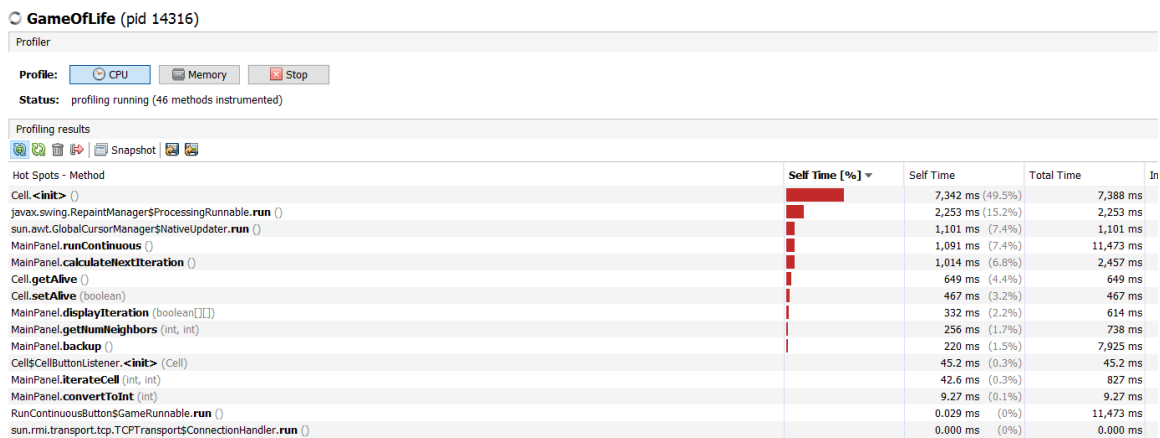 GameOfLife (pid 14316)
Profiler
Profile: CPU Memory Stop
Status: profiling running (46 methods instrumented)
Profiling results
Snapshot
Hot Spots - Method Self Time [%] Self Time Total Time In
Cell.<init> () 7,342 ms (49.5%) 7,388 ms
javax.swing.RepaintManager$ProcessingRunnable.run () 2,253 ms (15.2%) 2,253 ms
sun.awt.GlobalCursorManager$NativeUpdater.run () 1,101 ms (7.4%) 1,101 ms
MainPanel.runContinuous () 1,091 ms (7.4%) 11,473 ms
MainPanel.calculateNextIteration () 1,014 ms (6.8%) 2,457 ms
Cell.getAlive () 649 ms (4.4%) 649 ms
Cell.setAlive (boolean) 467 ms (3.2%) 467 ms
MainPanel.displayIteration (boolean[][]) 332 ms (2.2%) 614 ms
MainPanel.getNumNeighbors (int, int) 256 ms (1.7%) 738 ms
MainPanel.backup () 220 ms (1.5%) 7,925 ms
Cell$CellButtonListener.<init> (Cell) 45.2 ms (0.3%) 45.2 ms
MainPanel.iterateCell (int, int) 42.6 ms (0.3%) 827 ms
MainPanel.convertToInt (int) 9.27 ms (0.1%) 9.27 ms
RunContinuousButton$GameRunnable.run () 0.029 ms (0%) 11,473 ms
sun.rmi.transport.tcp.TCPTransport$ConnectionHandler.run () 0.000 ms (0%) 0.000 ms